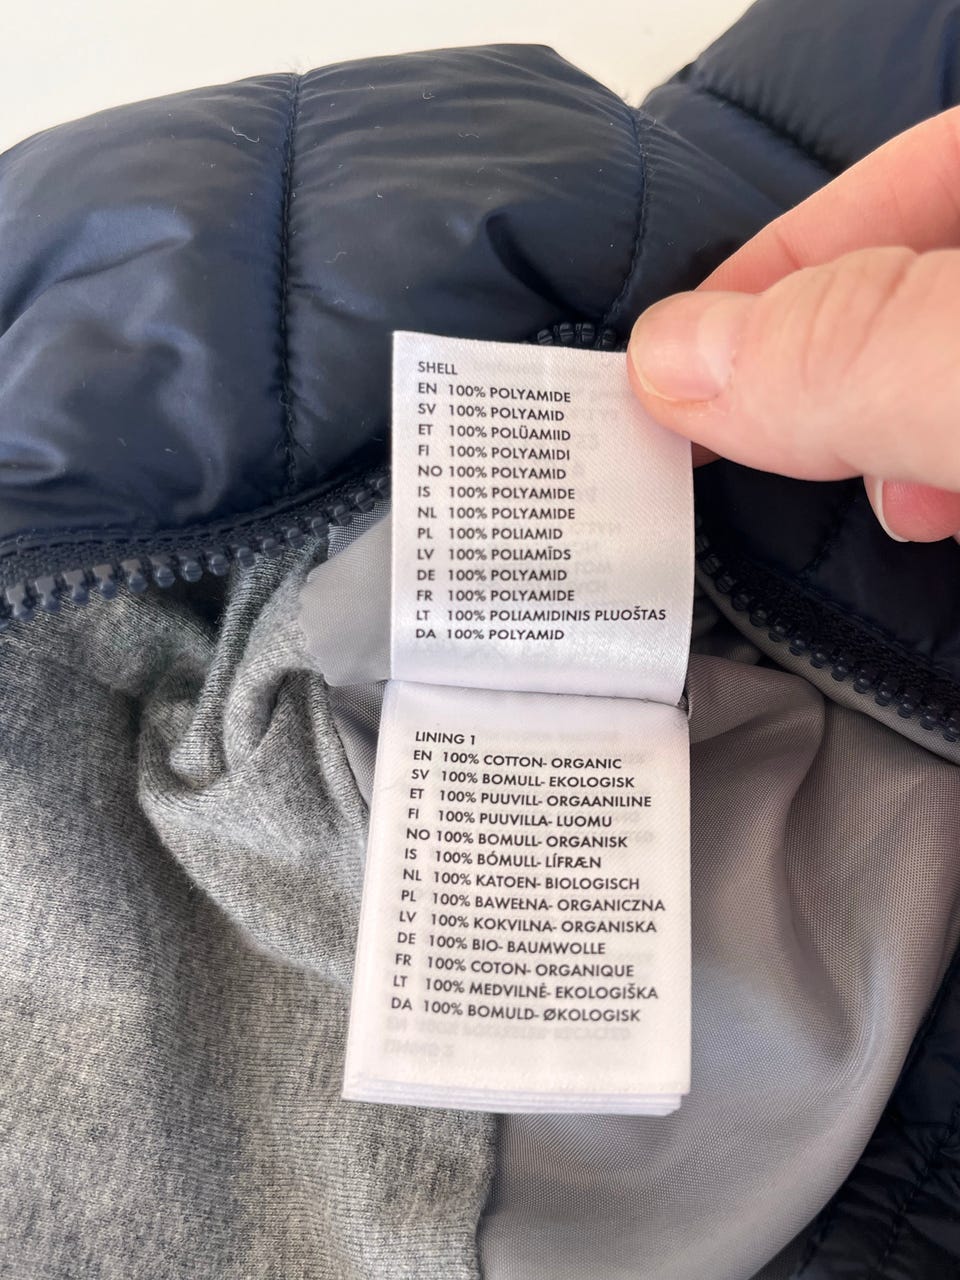 SHELL
EN 100% POLYAMIDE
SV 100% POLYAMID
ET 100% POLÜAMIID
FI 100% POLYAMIDI
NO 100% POLYAMID
IS 100% POLYAMIDE
NL 100% POLYAMIDE
PL 100% POLIAMID
LV 100% POLIAMĪDS
DE 100% POLYAMID
FR 100% POLYAMIDE
LT 100% POLIAMIDINIS PLUOŠTAS
DA 100% POLYAMID
LINING 1
EN 100% COTTON- ORGANIC
SV 100% BOMULL- EKOLOGISK
ET 100% PUUVILL- ORGAANILINE
FI 100% PUUVILLA- LUOMU
NO 100% BOMULL- ORGANISK
IS 100% BÓMULL- LÍFRÆN
NL 100% KATOEN- BIOLOGISCH
PL 100% BAWEŁNA- ORGANICZNA
LV 100% KOKVILNA- ORGANISKA
DE 100% BIO- BAUMWOLLE
FR 100% COTON- ORGANIQUE
LT 100% MEDVILNĖ- EKOLOGIŠKA
DA 100% BOMULD- ØKOLOGISK